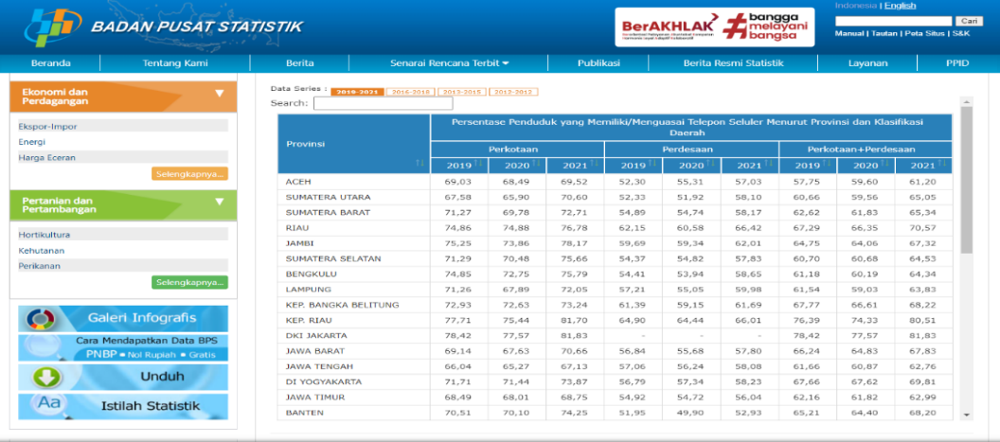 Indonesia | English
BADAN PUSAT STATISTIK
BerAKHLAK
bangga
melayani
bangsa
Cari
Manual | Tautan | Peta Situs | S&K
Beranda Tentang Kami Berita Senarai Rencana Terbit Publikasi Berita Resmi Statistik Layanan PPID
Ekonomi dan
Perdagangan
Ekspor-Impor
Energi
Harga Eceran
Selengkapnya...
Pertanian dan
Pertambangan
Hortikultura
Kehutanan
Perikanan
Selengkapnya...
Galeri Infografis
Cara Mendapatkan Data BPS
PNBP • Nol Rupiah • Gratis
Unduh
Aa Istilah Statistik
Data Series : 2019-2021 2016-2018 2013-2015 2012-2012
Search:
Provinsi
Persentase Penduduk yang Memiliki/Menguasai Telepon Seluler Menurut Provinsi dan Klasifikasi
Daerah
Perkotaan Perdesaan Perkotaan+Perdesaan
2019 2020 2021 2019 2020 2021 2019 2020 2021
ACEH 69,03 68,49 69,52 52,30 55,31 57,03 57,75 59,60 61,20
SUMATERA UTARA 67,58 65,90 70,60 52,33 51,92 58,10 60,66 59,56 65,05
SUMATERA BARAT 71,27 69,78 72,71 54,89 54,74 58,17 62,62 61,83 65,34
RIAU 74,86 74,88 76,78 62,15 60,58 66,42 67,29 66,35 70,57
JAMBI 75,25 73,86 78,17 59,69 59,34 62,01 64,75 64,06 67,32
SUMATERA SELATAN 71,29 70,48 75,66 54,37 54,82 57,83 60,70 60,68 64,53
BENGKULU 74,85 72,75 75,79 54,41 53,94 58,65 61,18 60,19 64,34
LAMPUNG 71,26 67,89 72,05 57,21 55,05 59,98 61,54 59,03 63,83
KEP. BANGKA BELITUNG 72,93 72,63 73,24 61,39 59,15 61,69 67,77 66,61 68,22
KEP. RIAU 77,71 75,44 81,70 64,90 64,44 66,01 76,39 74,33 80,51
DKI JAKARTA 78,42 77,57 81,83 - - - 78,42 77,57 81,83
JAWA BARAT 69,14 67,63 70,66 56,84 55,68 57,80 66,24 64,83 67,83
JAWA TENGAH 66,04 65,27 67,13 57,06 56,24 58,08 61,66 60,87 62,76
DI YOGYAKARTA 71,71 71,44 73,87 56,79 57,34 58,23 67,66 67,62 69,81
JAWA TIMUR 68,49 68,01 68,75 54,92 54,72 56,04 62,16 61,82 62,99
BANTEN 70,51 70,10 74,25 51,95 49,90 52,93 65,21 64,40 68,20